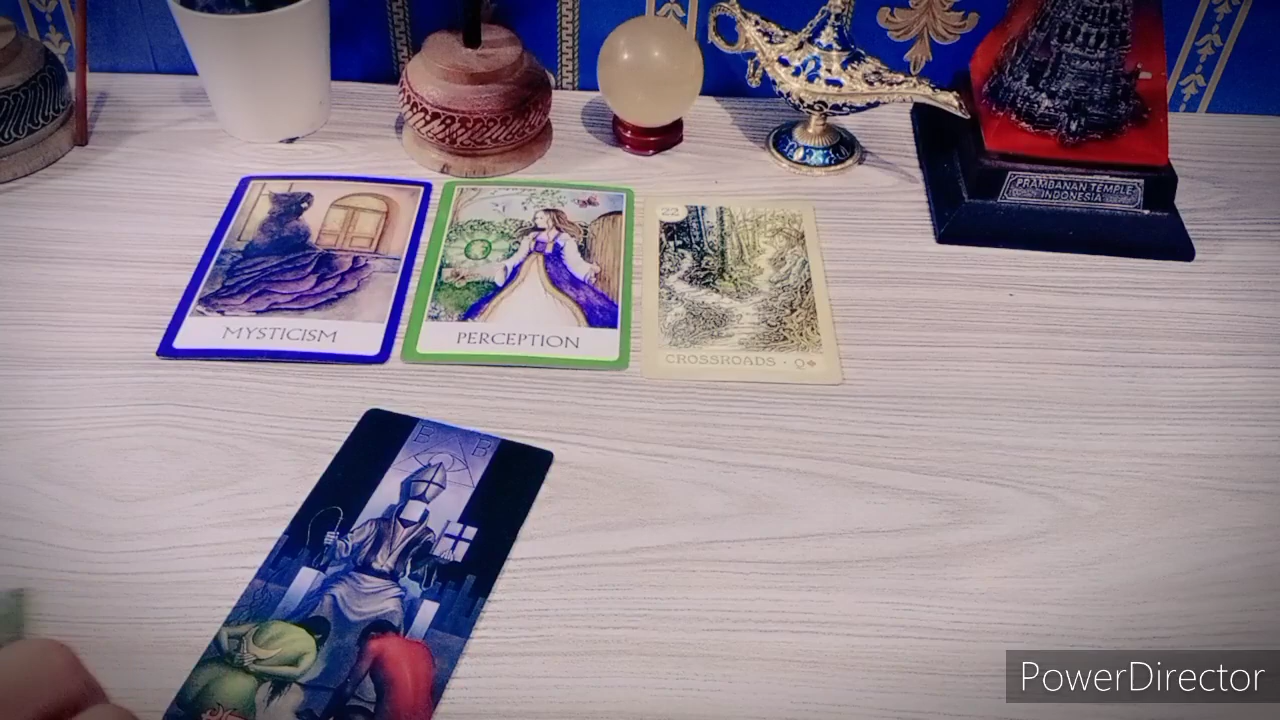 PRAMBANAN TEMPLE
INDONESIA
MYSTICISM
PERCEPTION
22
CROSSROADS · Q♦
B B
PowerDirector